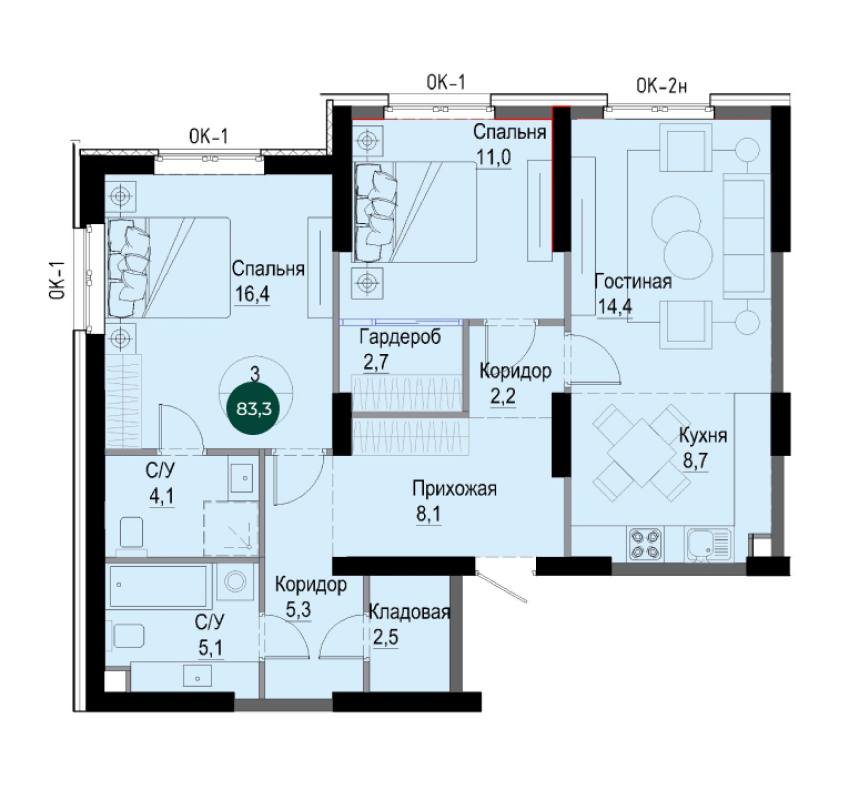 ОК-1
ОК-2н
ОК-1
ОК-1
Спальня
11,0
Спальня
16,4
Гостиная
14,4
Гардероб
2,7
Коридор
2,2
3
83,3
Кухня
8,7
С/У
4,1
Прихожая
8,1
Коридор
5,3
Кладовая
2,5
С/У
5,1